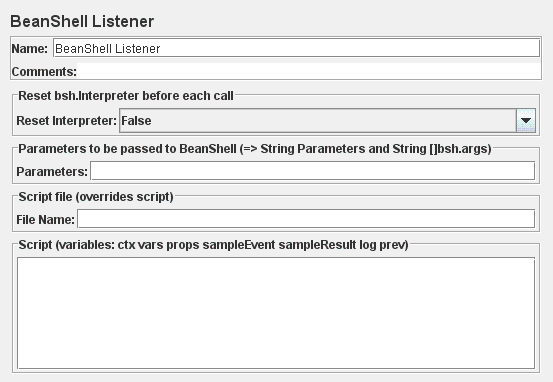 BeanShell Listener
Name: BeanShell Listener
Comments:
Reset bsh.Interpreter before each call
Reset Interpreter: False
Parameters to be passed to BeanShell (=> String Parameters and String []bsh.args)
Parameters:
Script file (overrides script)
File Name:
Script (variables: ctx vars props sampleEvent sampleResult log prev)